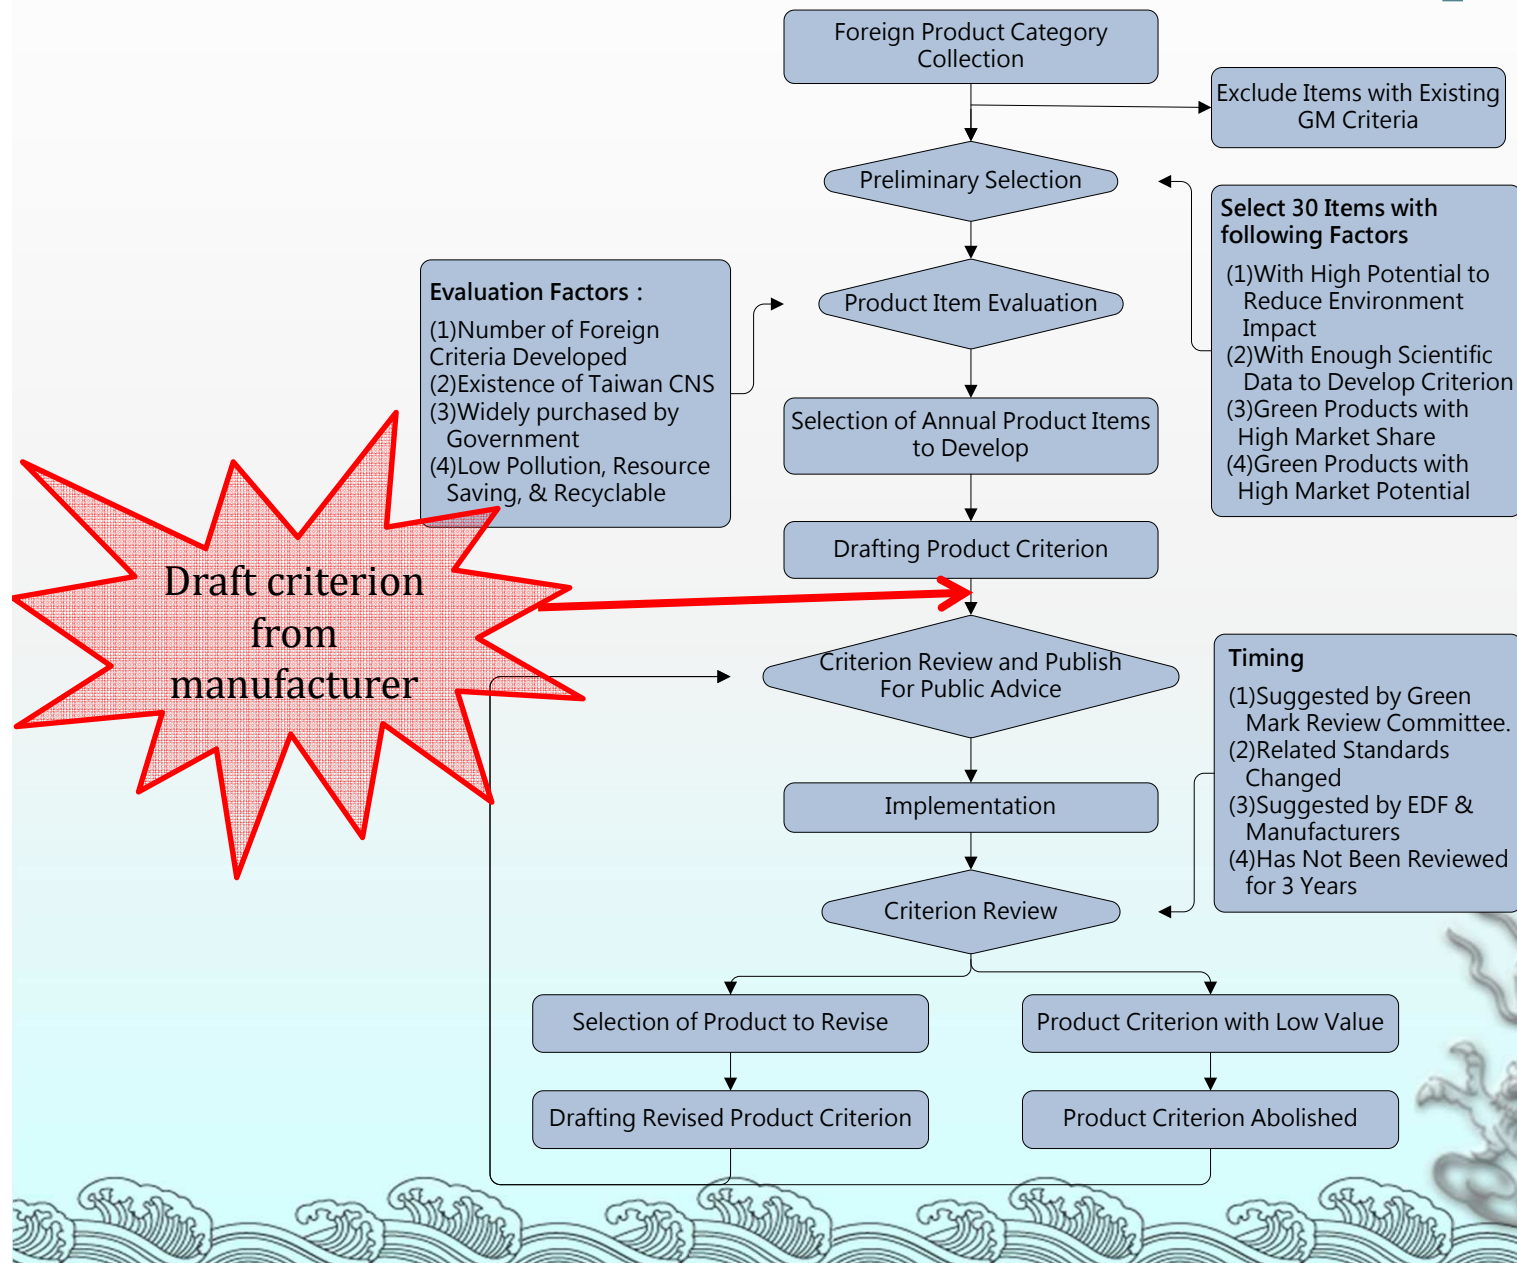 Foreign Product Category
Collection
Exclude Items with Existing
GM Criteria
Preliminary Selection
Select 30 Items with
following Factors
(1)With High Potential to
Reduce Environment
Impact
(2)With Enough Scientific
Data to Develop Criterion
(3)Green Products with
High Market Share
(4)Green Products with
High Market Potential
Evaluation Factors :
(1)Number of Foreign
Criteria Developed
(2)Existence of Taiwan CNS
(3)Widely purchased by
Government
(4)Low Pollution, Resource
Saving, & Recyclable
Product Item Evaluation
Selection of Annual Product Items
to Develop
Drafting Product Criterion
Draft criterion
from
manufacturer
Criterion Review and Publish
For Public Advice
Timing
(1)Suggested by Green
Mark Review Committee.
(2)Related Standards
Changed
(3)Suggested by EDF &
Manufacturers
(4)Has Not Been Reviewed
for 3 Years
Implementation
Criterion Review
Selection of Product to Revise
Product Criterion with Low Value
Drafting Revised Product Criterion
Product Criterion Abolished